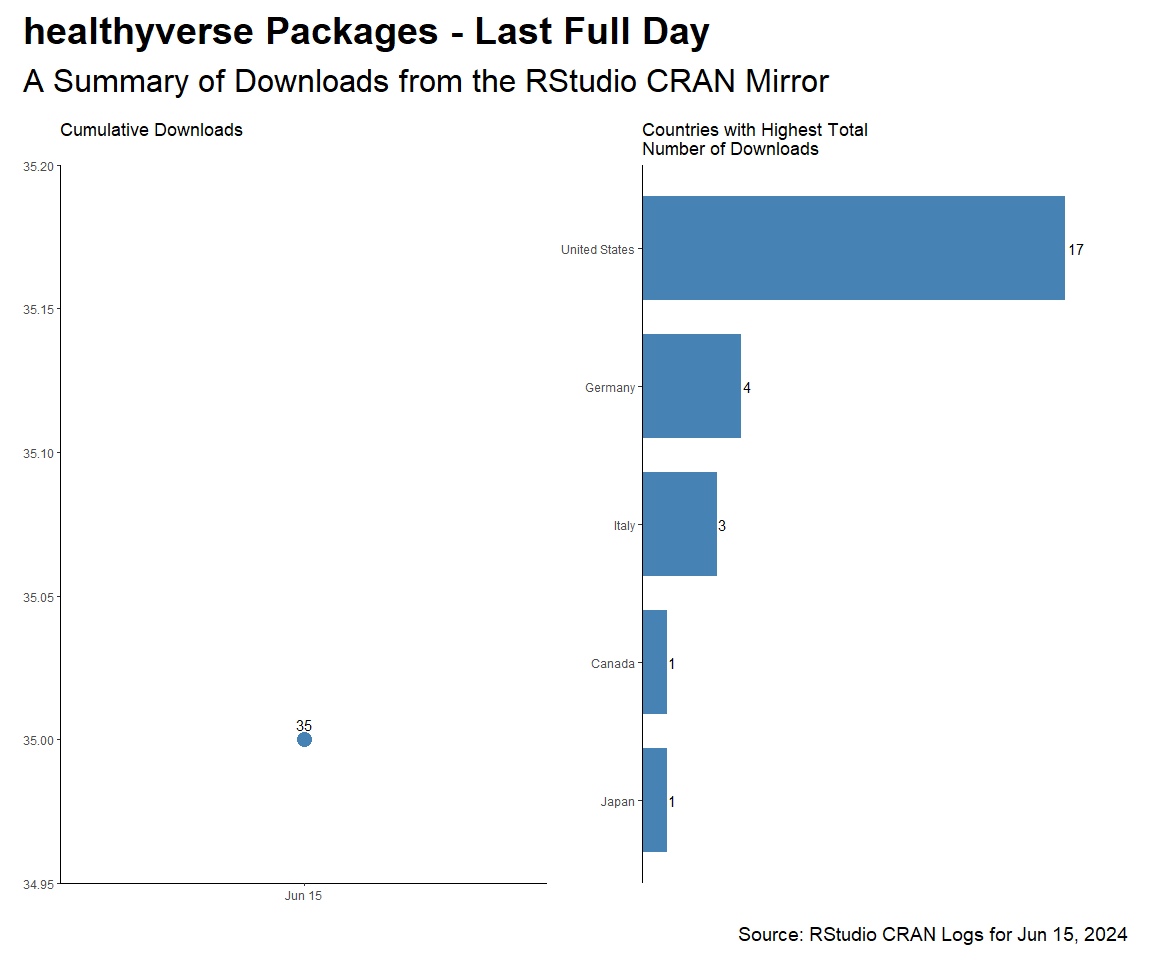 healthyverse Packages - Last Full Day
A Summary of Downloads from the RStudio CRAN Mirror
Cumulative Downloads
35.20
35.15
35.10
35.05
35.00
34.95
35
Jun 15
Countries with Highest Total
Number of Downloads
United States 17
Germany 4
Italy 3
Canada 1
Japan 1
Source: RStudio CRAN Logs for Jun 15, 2024